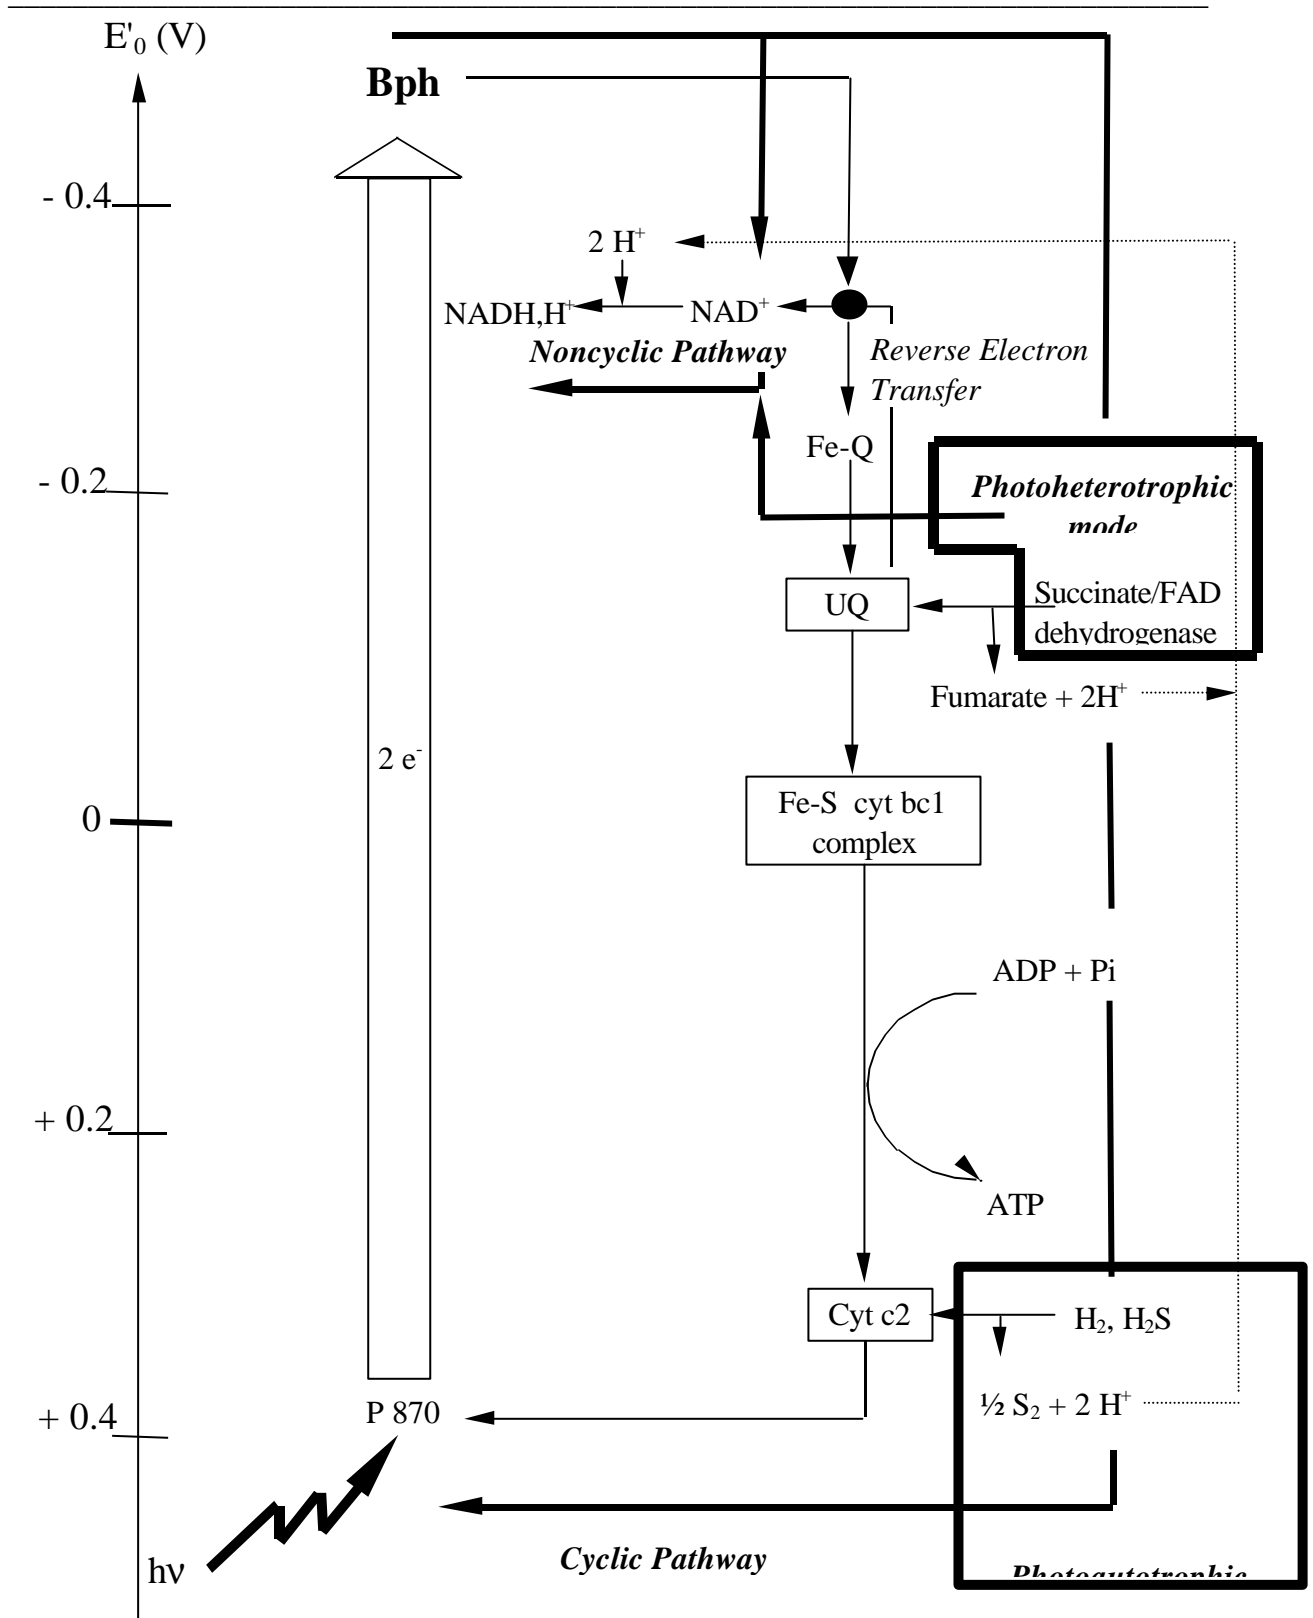 E'₀ (V)
Bph
- 0.4
2 H⁺
NADH,H⁺
NAD⁺
Noncyclic Pathway
Reverse Electron
Transfer
Fe-Q
- 0.2
Photoheterotrophic
mode
UQ
Succinate/FAD
dehydrogenase
Fumarate + 2H⁺
2 e⁻
0
Fe-S cyt bc1
complex
ADP + Pi
+ 0.2
ATP
Cyt c2
H₂, H₂S
½ S₂ + 2 H⁺
P 870
+ 0.4
hν
Cyclic Pathway
Photoautotrophic